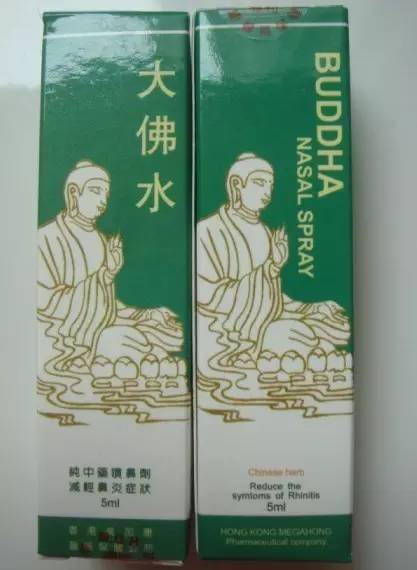 大佛水
純中藥噴鼻劑
減輕鼻炎症狀
5ml
BUDDHA
NASAL SPRAY
Chinese herb
Reduce the
symtoms of Rhinitis
5ml
HONG KONG MEGAHKING
Pharmaceutical company